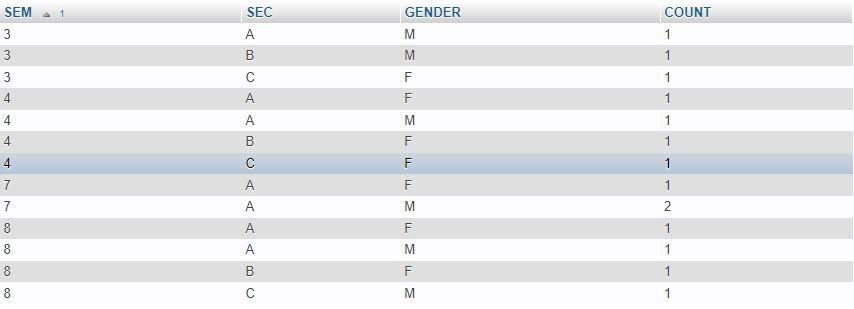 SEM 1 SEC GENDER COUNT
3 A M 1
3 B M 1
3 C F 1
4 A F 1
4 A M 1
4 B F 1
4 C F 1
7 A F 1
7 A M 2
8 A F 1
8 A M 1
8 B F 1
8 C M 1